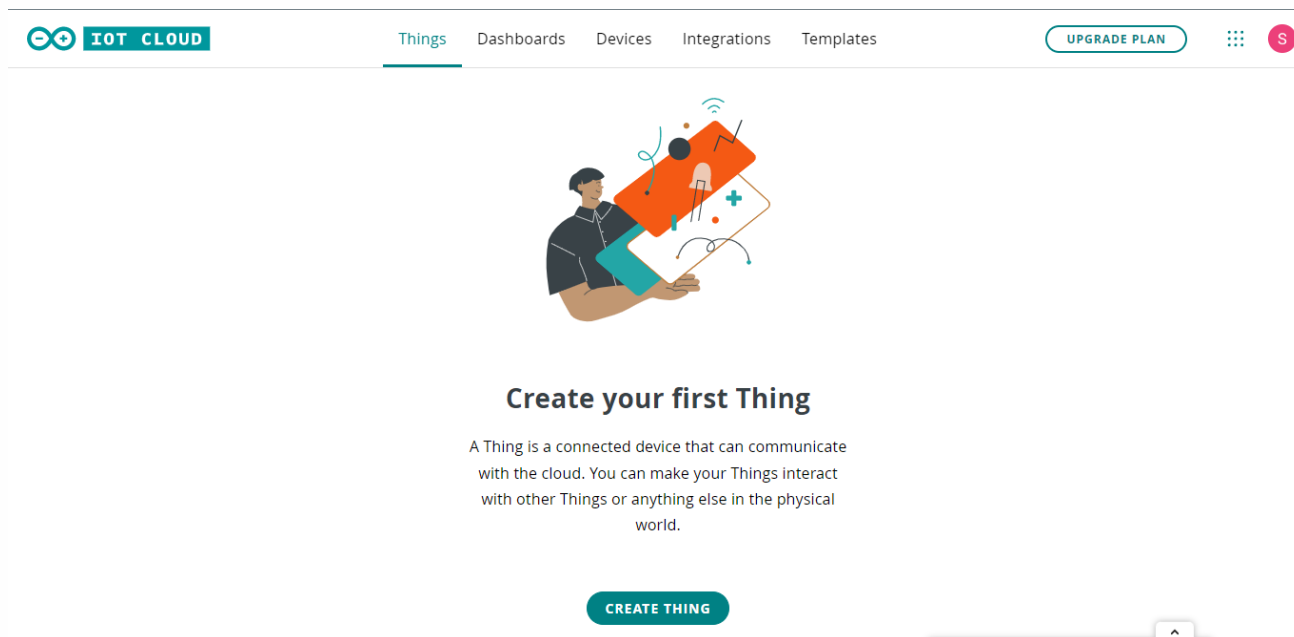 IOT CLOUD
Things Dashboards Devices Integrations Templates
UPGRADE PLAN
S
Create your first Thing
A Thing is a connected device that can communicate
with the cloud. You can make your Things interact
with other Things or anything else in the physical
world.
CREATE THING